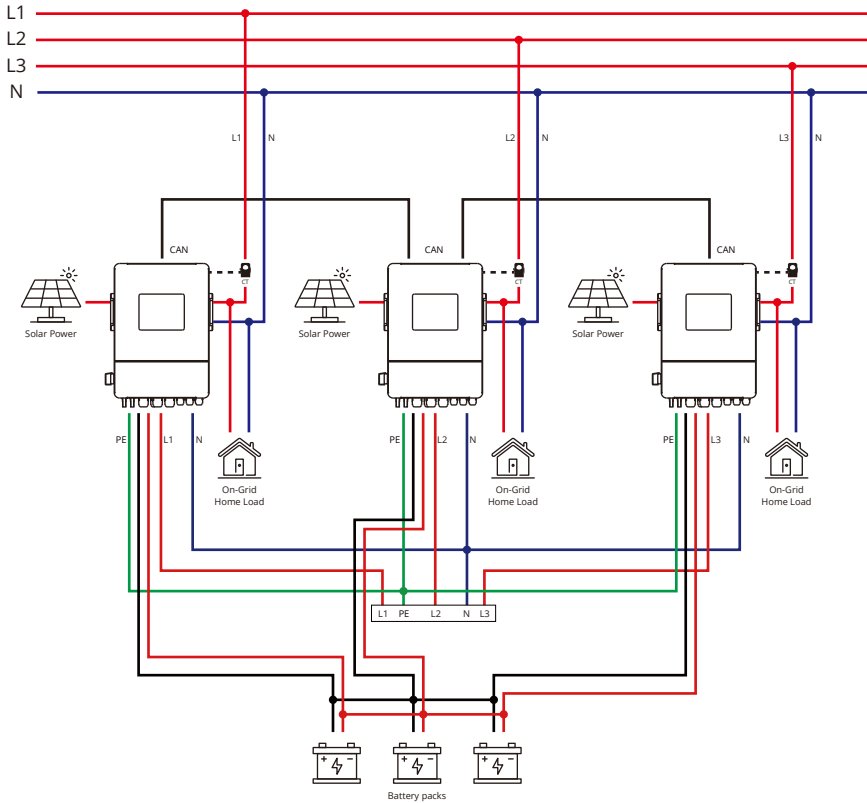 L1
L2
L3
N
L1
N
L2
N
L3
N
CAN
CAN
CAN
CT
CT
CT
Solar Power
Solar Power
Solar Power
PE
L1
N
PE
L2
N
PE
L3
N
On-Grid
Home Load
On-Grid
Home Load
On-Grid
Home Load
L1 PE L2 N L3
+ −
+ −
+ −
Battery packs